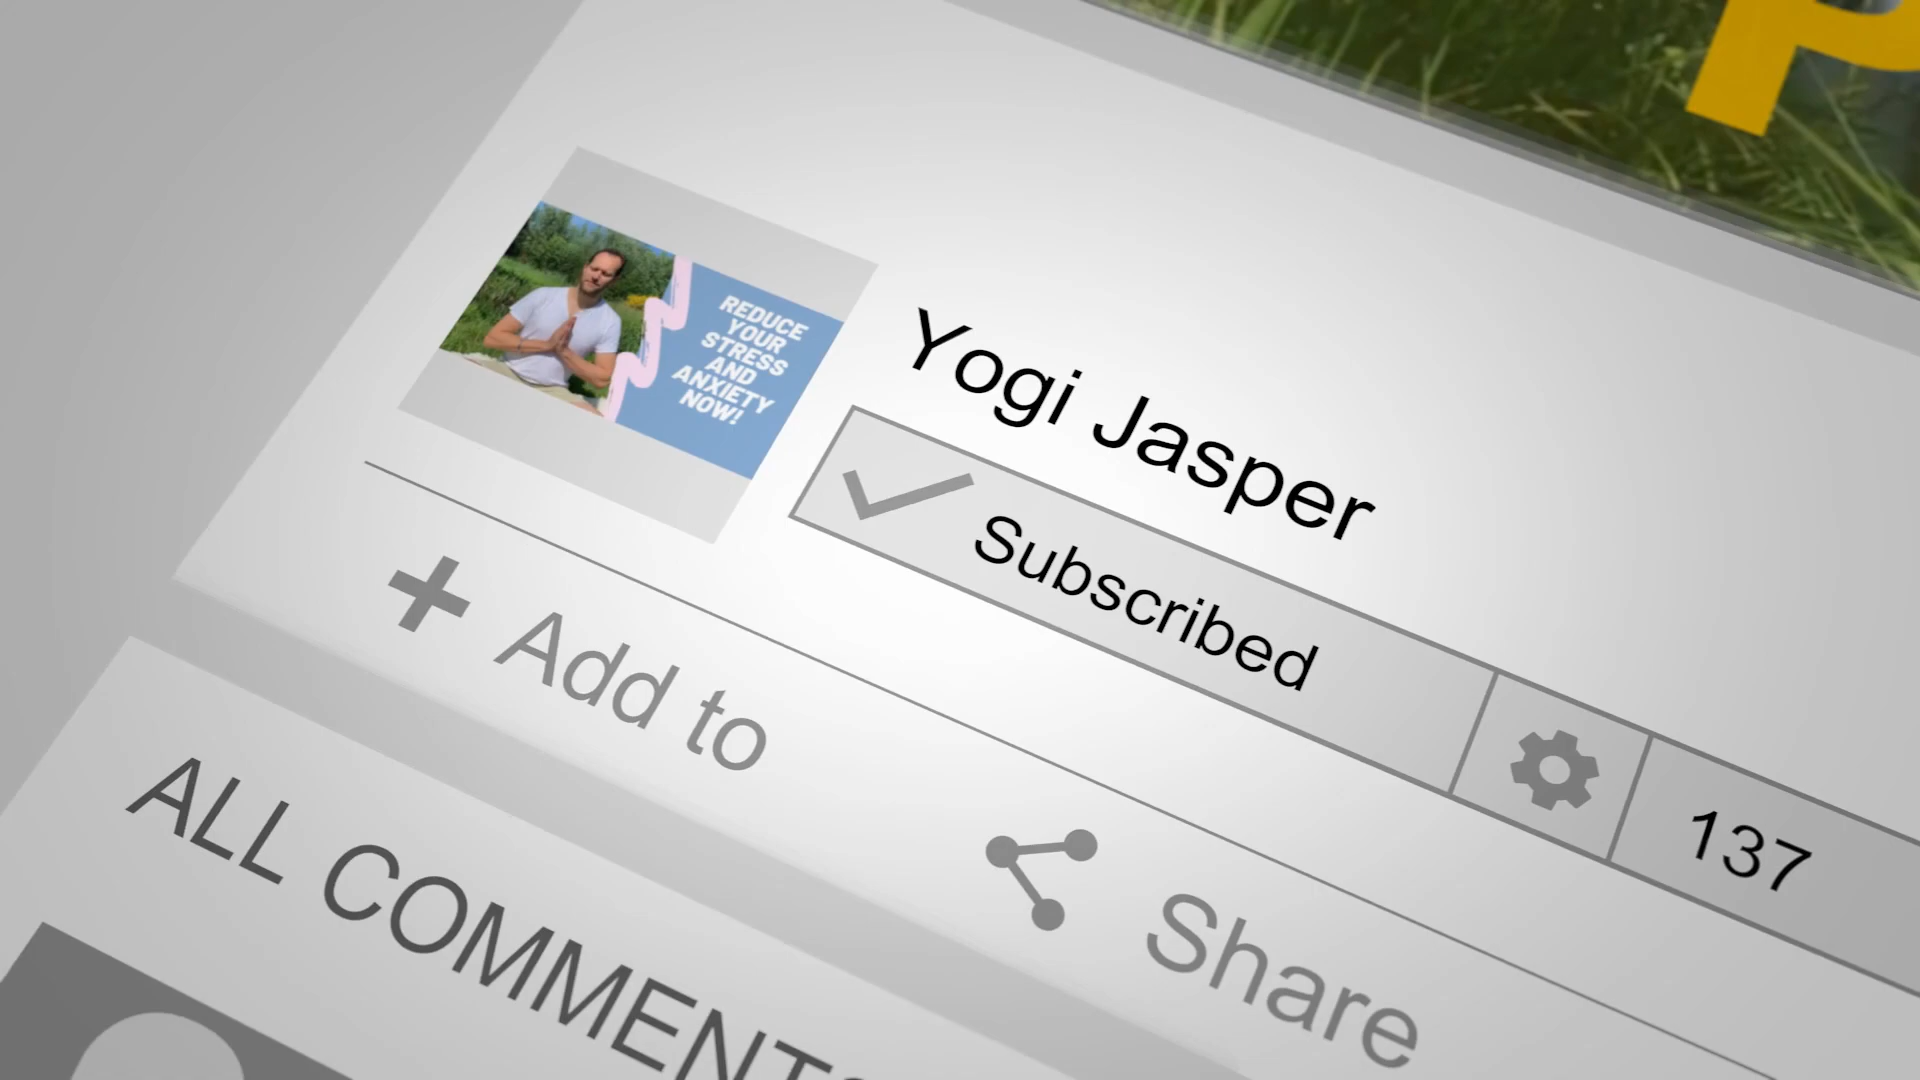 P
REDUCE
YOUR
STRESS
AND
ANXIETY
NOW!
Yogi Jasper
Subscribed
137
Add to
Share
ALL COMMENTS